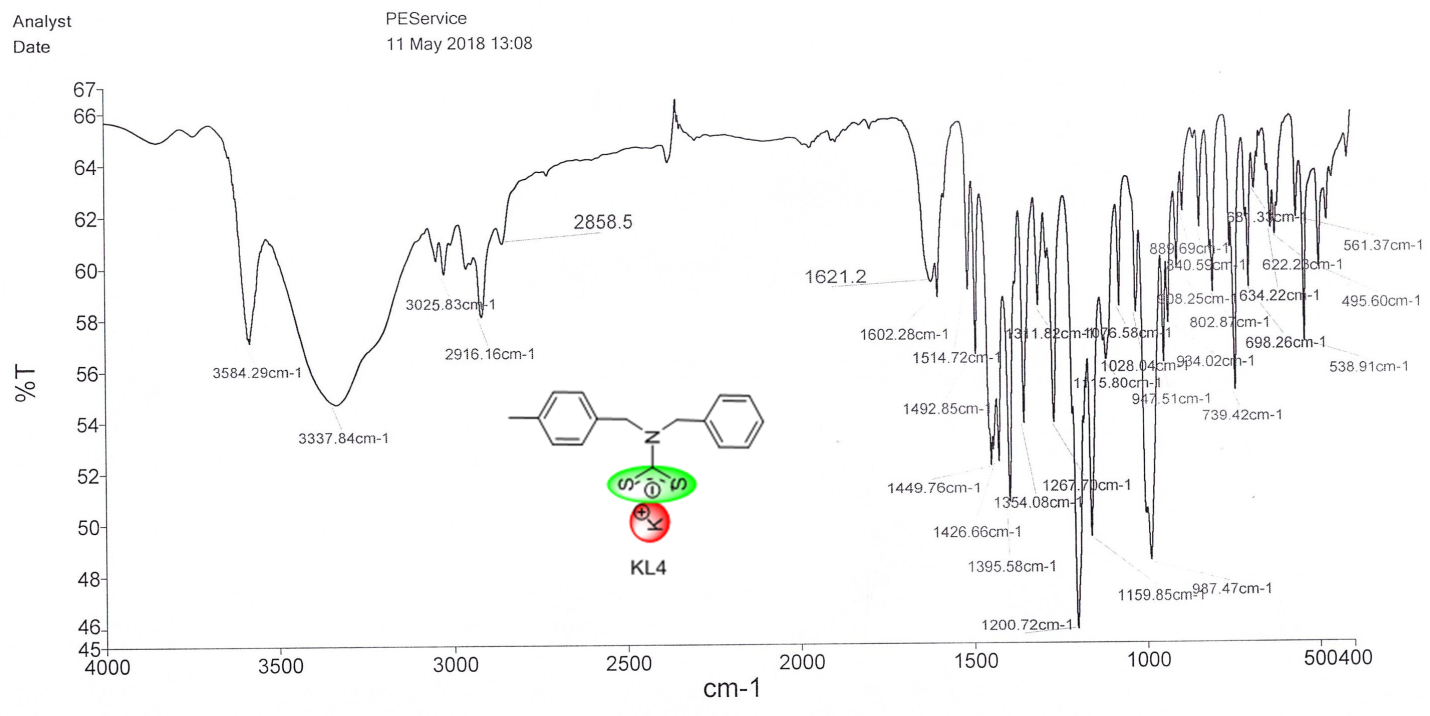 Analyst
PEService
Date
11 May 2018 13:08
67
66
64
62
60
58
56
54
52
50
48
46
45
%T
2858.5
1621.2
3584.29cm-1
3337.84cm-1
3025.83cm-1
2916.16cm-1
1602.28cm-1
1514.72cm-1
1492.85cm-1
1449.76cm-1
1426.66cm-1
1395.58cm-1
1354.08cm-1
1311.82cm-1
1267.70cm-1
1200.72cm-1
1159.85cm-1
1115.80cm-1
1076.58cm-1
1028.04cm-1
987.47cm-1
947.51cm-1
934.02cm-1
908.25cm-1
889.69cm-1
840.59cm-1
802.87cm-1
739.42cm-1
698.26cm-1
681.33cm-1
634.22cm-1
622.23cm-1
561.37cm-1
538.91cm-1
495.60cm-1
N
S
S
K
KL4
4000
3500
3000
2500
2000
1500
1000
500400
cm-1